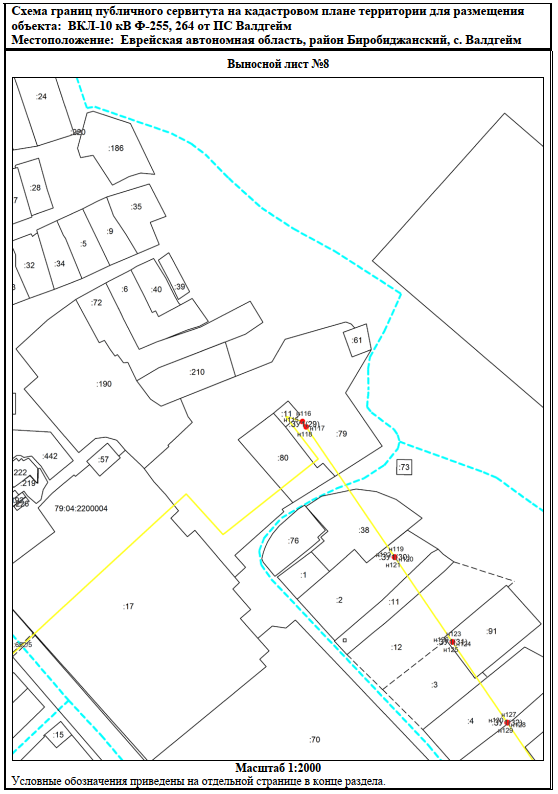 Схема границ публичного сервитута на кадастровом плане территории для размещения
объекта: ВКЛ-10 кВ Ф-255, 264 от ПС Валдгейм
Местоположение: Еврейская автономная область, район Биробиджанский, с. Валдгейм
Выносной лист №8
:24
:186
:28
:35
:9
:5
:34
:32
:39
:40
:6
:72
:61
:210
:190
:11
н116
н117
н118
:79
:442
:57
:80
:73
222
:219
79:04:2200004
:38
:76
н119
н120
н121
:1
:2
:11
:17
:12
:91
н123
н125
:3
:4
н127
н128
н129
:15
:70
Масштаб 1:2000
Условные обозначения приведены на отдельной странице в конце раздела.